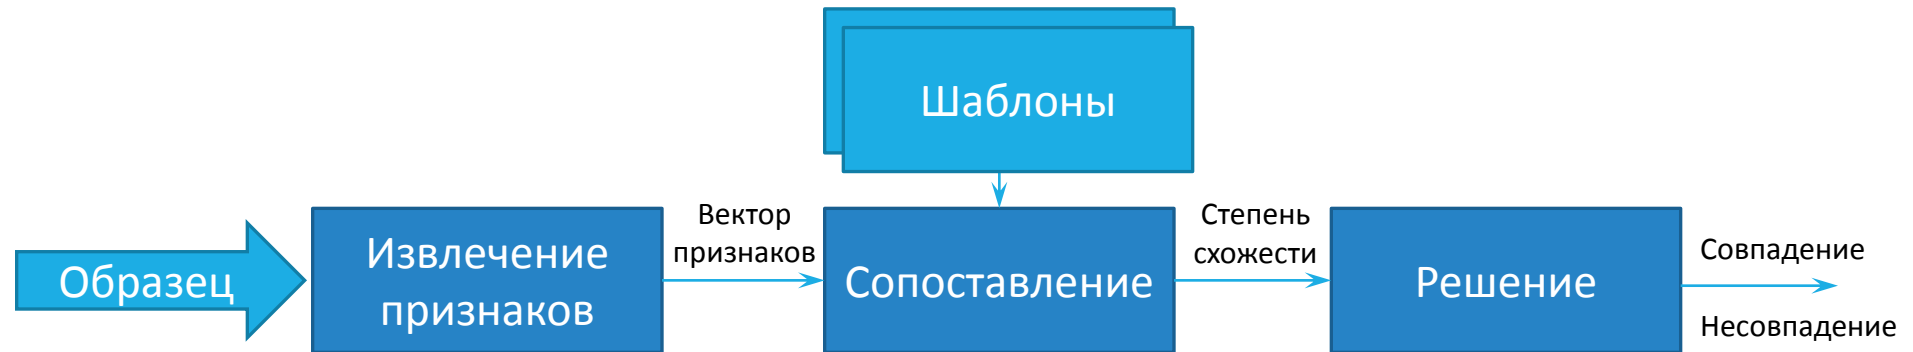 Шаблоны
Образец
Извлечение
признаков
Вектор
признаков
Сопоставление
Степень
схожести
Решение
Совпадение
Несовпадение